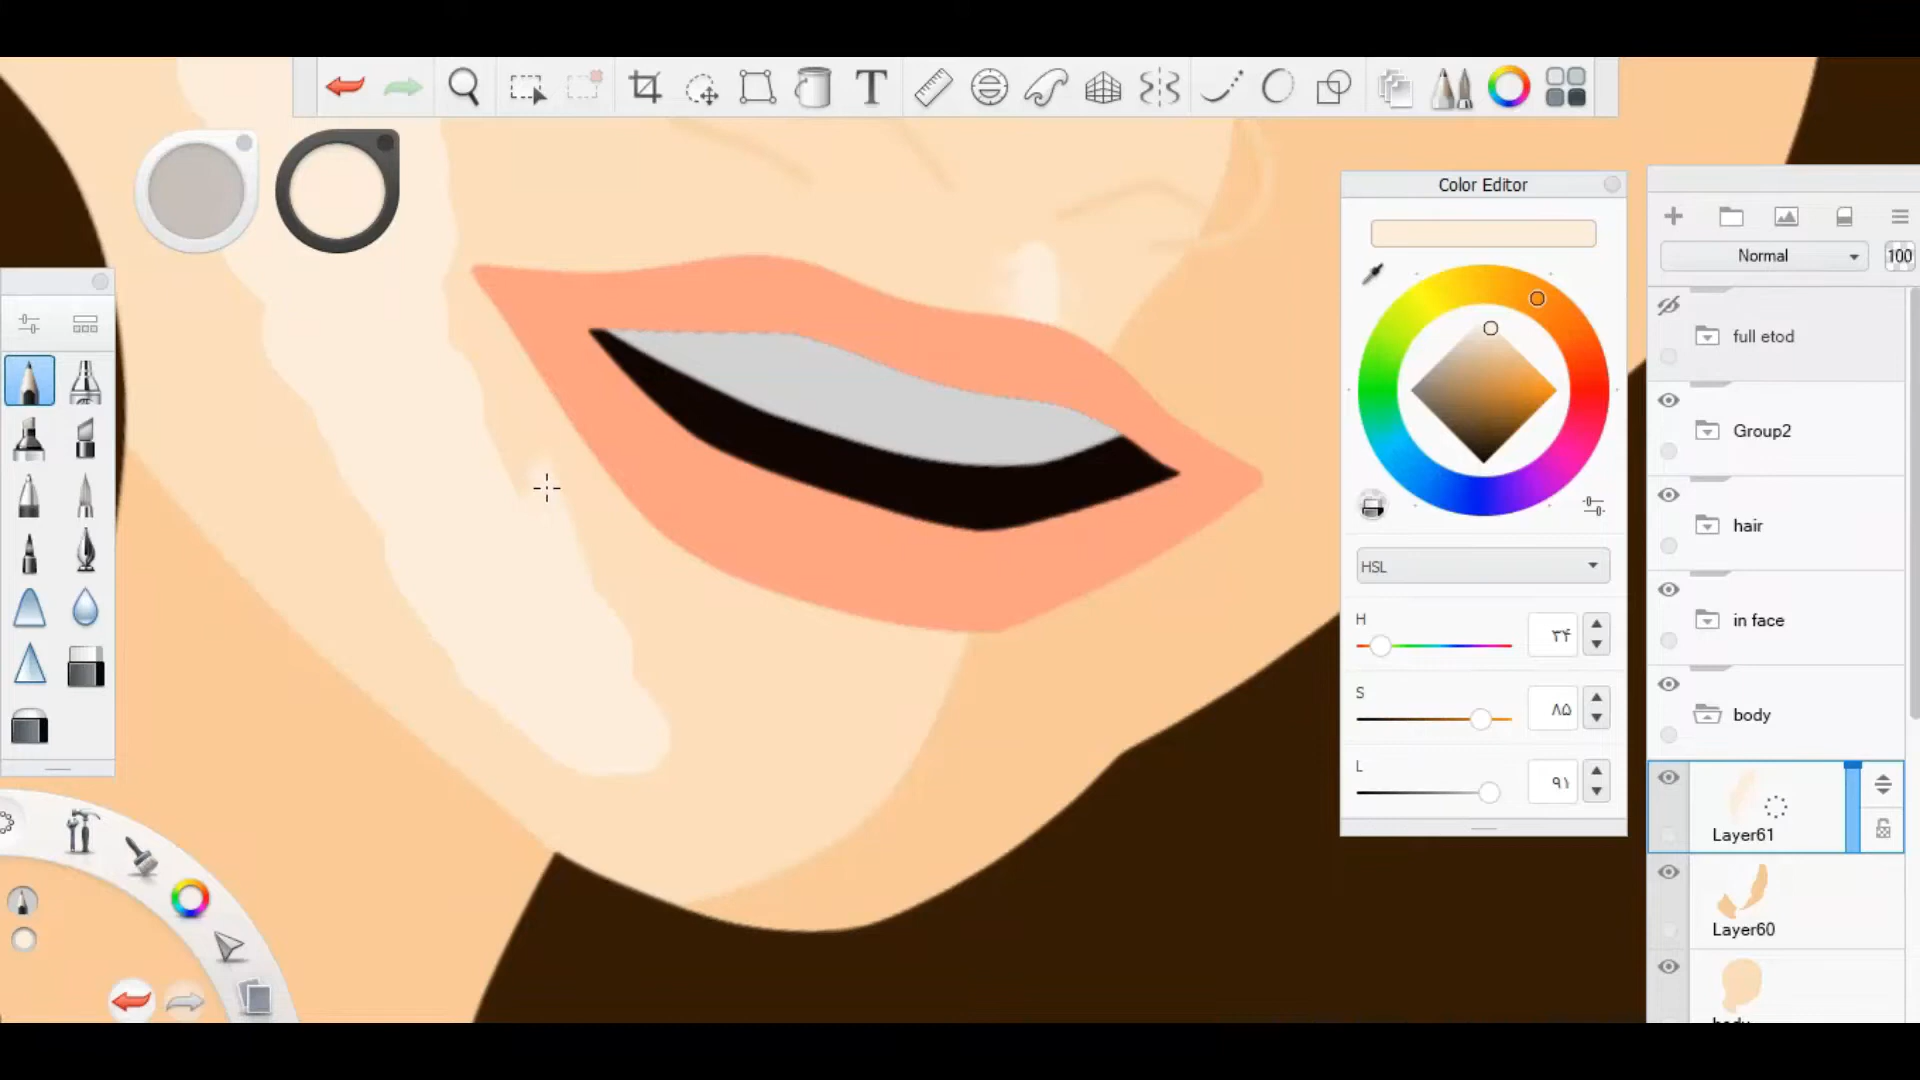 T
Color Editor
Normal
100
full etod
Group2
HSL
hair
H
۳۴
in face
S
۸۵
body
L
۹۱
Layer61
Layer60